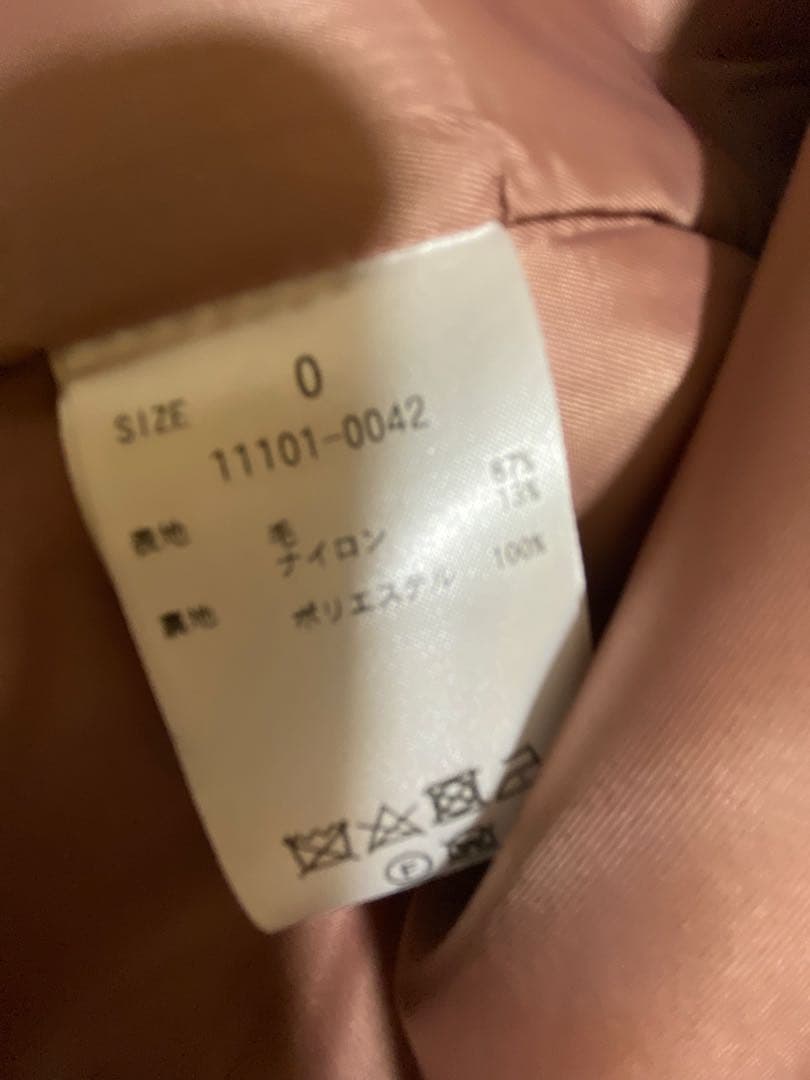 SIZE 0
11101-0042
表地 毛 87%
ナイロン 13%
裏地 ポリエステル 100%
F